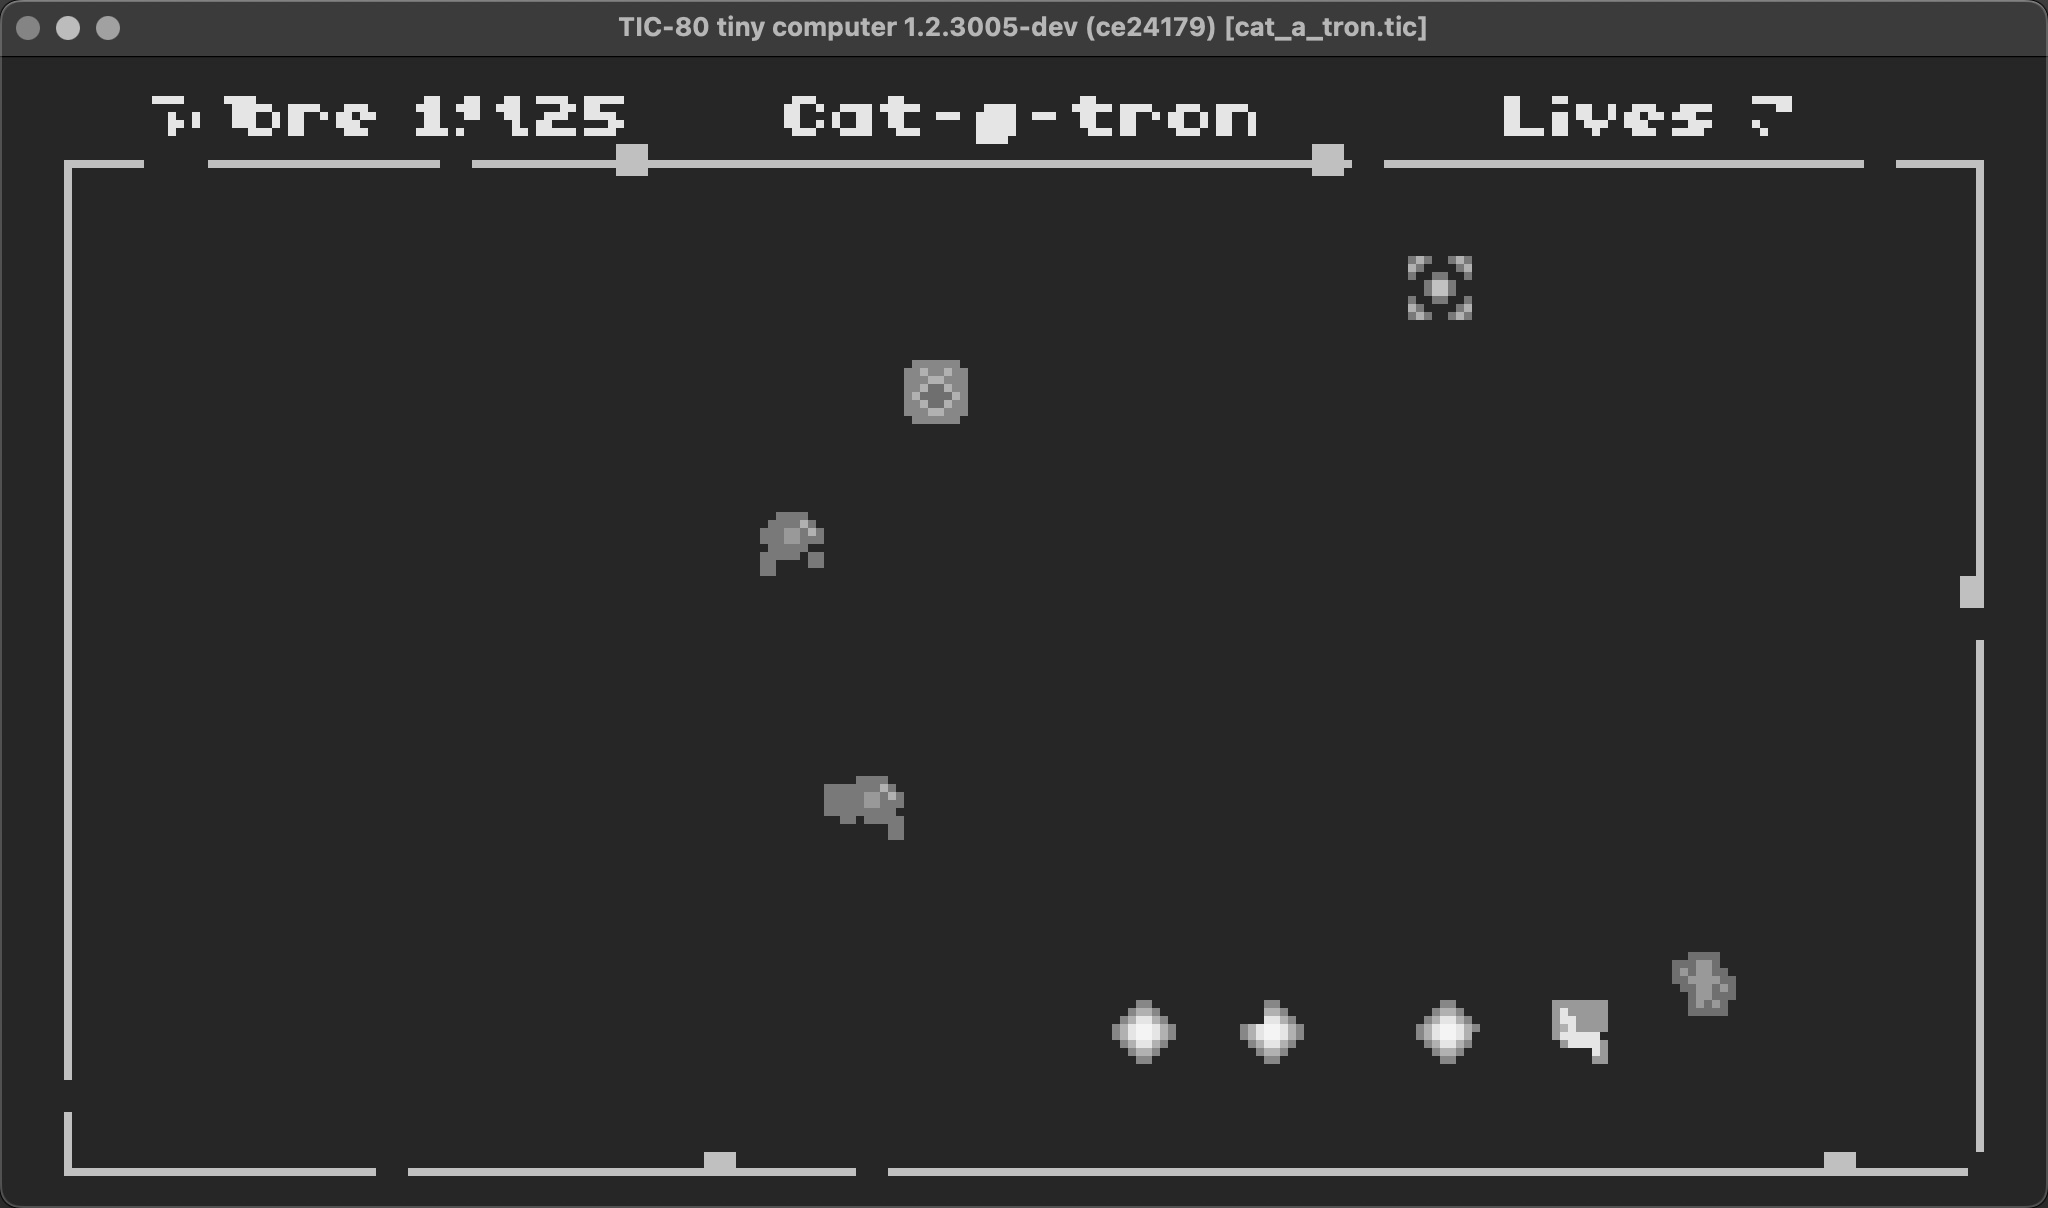 TIC-80 tiny computer 1.2.3005-dev (ce24179) [cat_a_tron.tic]
Cat-a-tron Lives